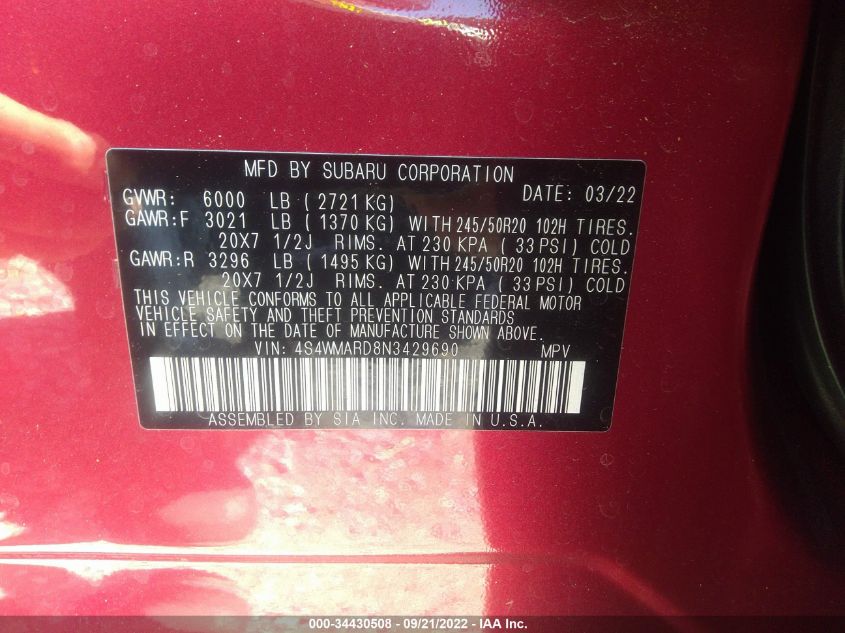 MFD BY SUBARU CORPORATION
GVWR: 6000 LB ( 2721 KG) DATE: 03/22
GAWR:F 3021 LB ( 1370 KG) WITH 245/50R20 102H TIRES.
20X7 1/2J RIMS. AT 230 KPA ( 33 PSI) COLD
GAWR:R 3296 LB ( 1495 KG) WITH 245/50R20 102H TIRES.
20X7 1/2J RIMS. AT 230 KPA ( 33 PSI) COLD
THIS VEHICLE CONFORMS TO ALL APPLICABLE FEDERAL MOTOR
VEHICLE SAFETY AND THEFT PREVENTION STANDARDS
IN EFFECT ON THE DATE OF MANUFACTURE SHOWN ABOVE.
VIN: 4S4WMARD8N3429690 MPV
ASSEMBLED BY SIA INC. MADE IN U.S.A.
000-34430508 - 09/21/2022 - IAA Inc.